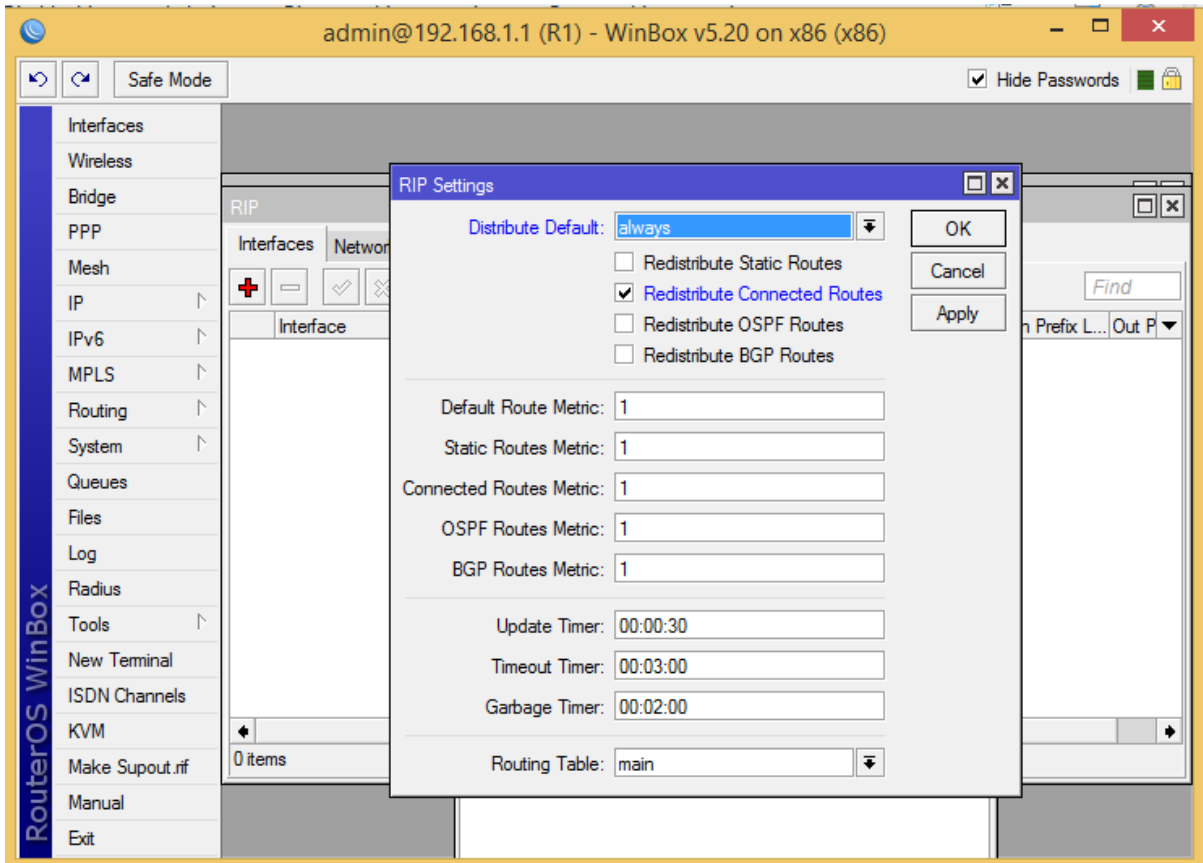 admin@192.168.1.1 (R1) - WinBox v5.20 on x86 (x86)
Safe Mode
Hide Passwords
RouterOS WinBox
Interfaces
Wireless
Bridge
PPP
Mesh
IP
IPv6
MPLS
Routing
System
Queues
Files
Log
Radius
Tools
New Terminal
ISDN Channels
KVM
Make Supout.rif
Manual
Exit
RIP
Interfaces
Find
Interface
Prefix L... Out P
0 items
RIP Settings
Distribute Default: always
Redistribute Static Routes
Redistribute Connected Routes
Redistribute OSPF Routes
Redistribute BGP Routes
Default Route Metric: 1
Static Routes Metric: 1
Connected Routes Metric: 1
OSPF Routes Metric: 1
BGP Routes Metric: 1
Update Timer: 00:00:30
Timeout Timer: 00:03:00
Garbage Timer: 00:02:00
Routing Table: main
OK
Cancel
Apply